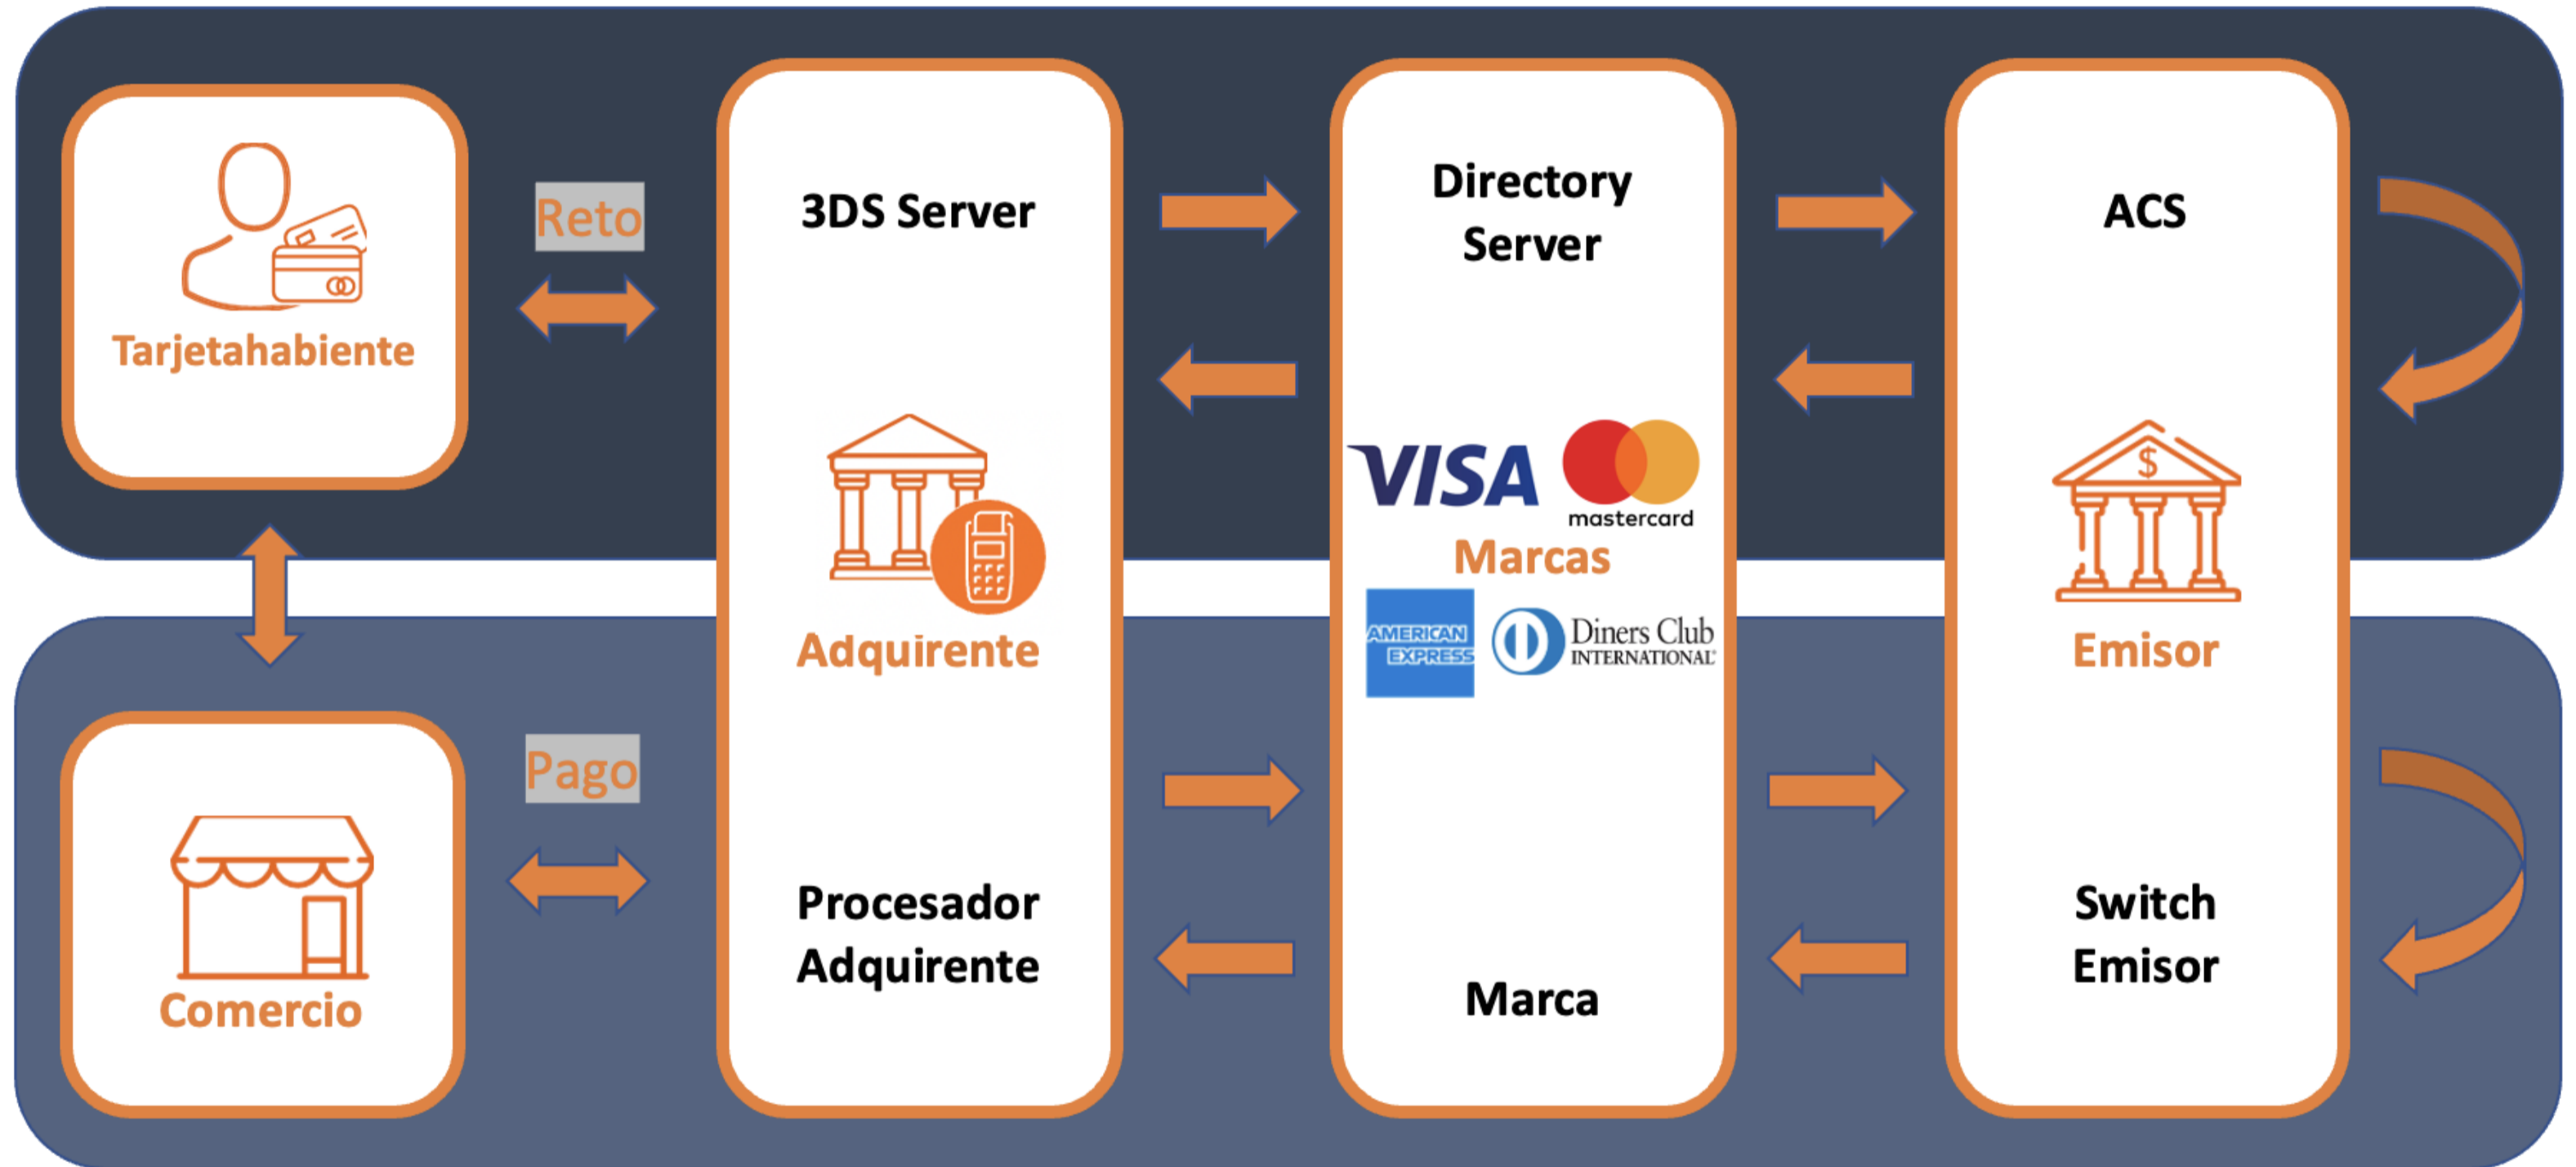 Tarjetahabiente
Reto
3DS Server
Directory
Server
ACS
VISA
mastercard
Marcas
AMERICAN
EXPRESS
Diners Club
INTERNATIONAL
Adquirente
$
Emisor
Comercio
Pago
Procesador
Adquirente
Marca
Switch
Emisor